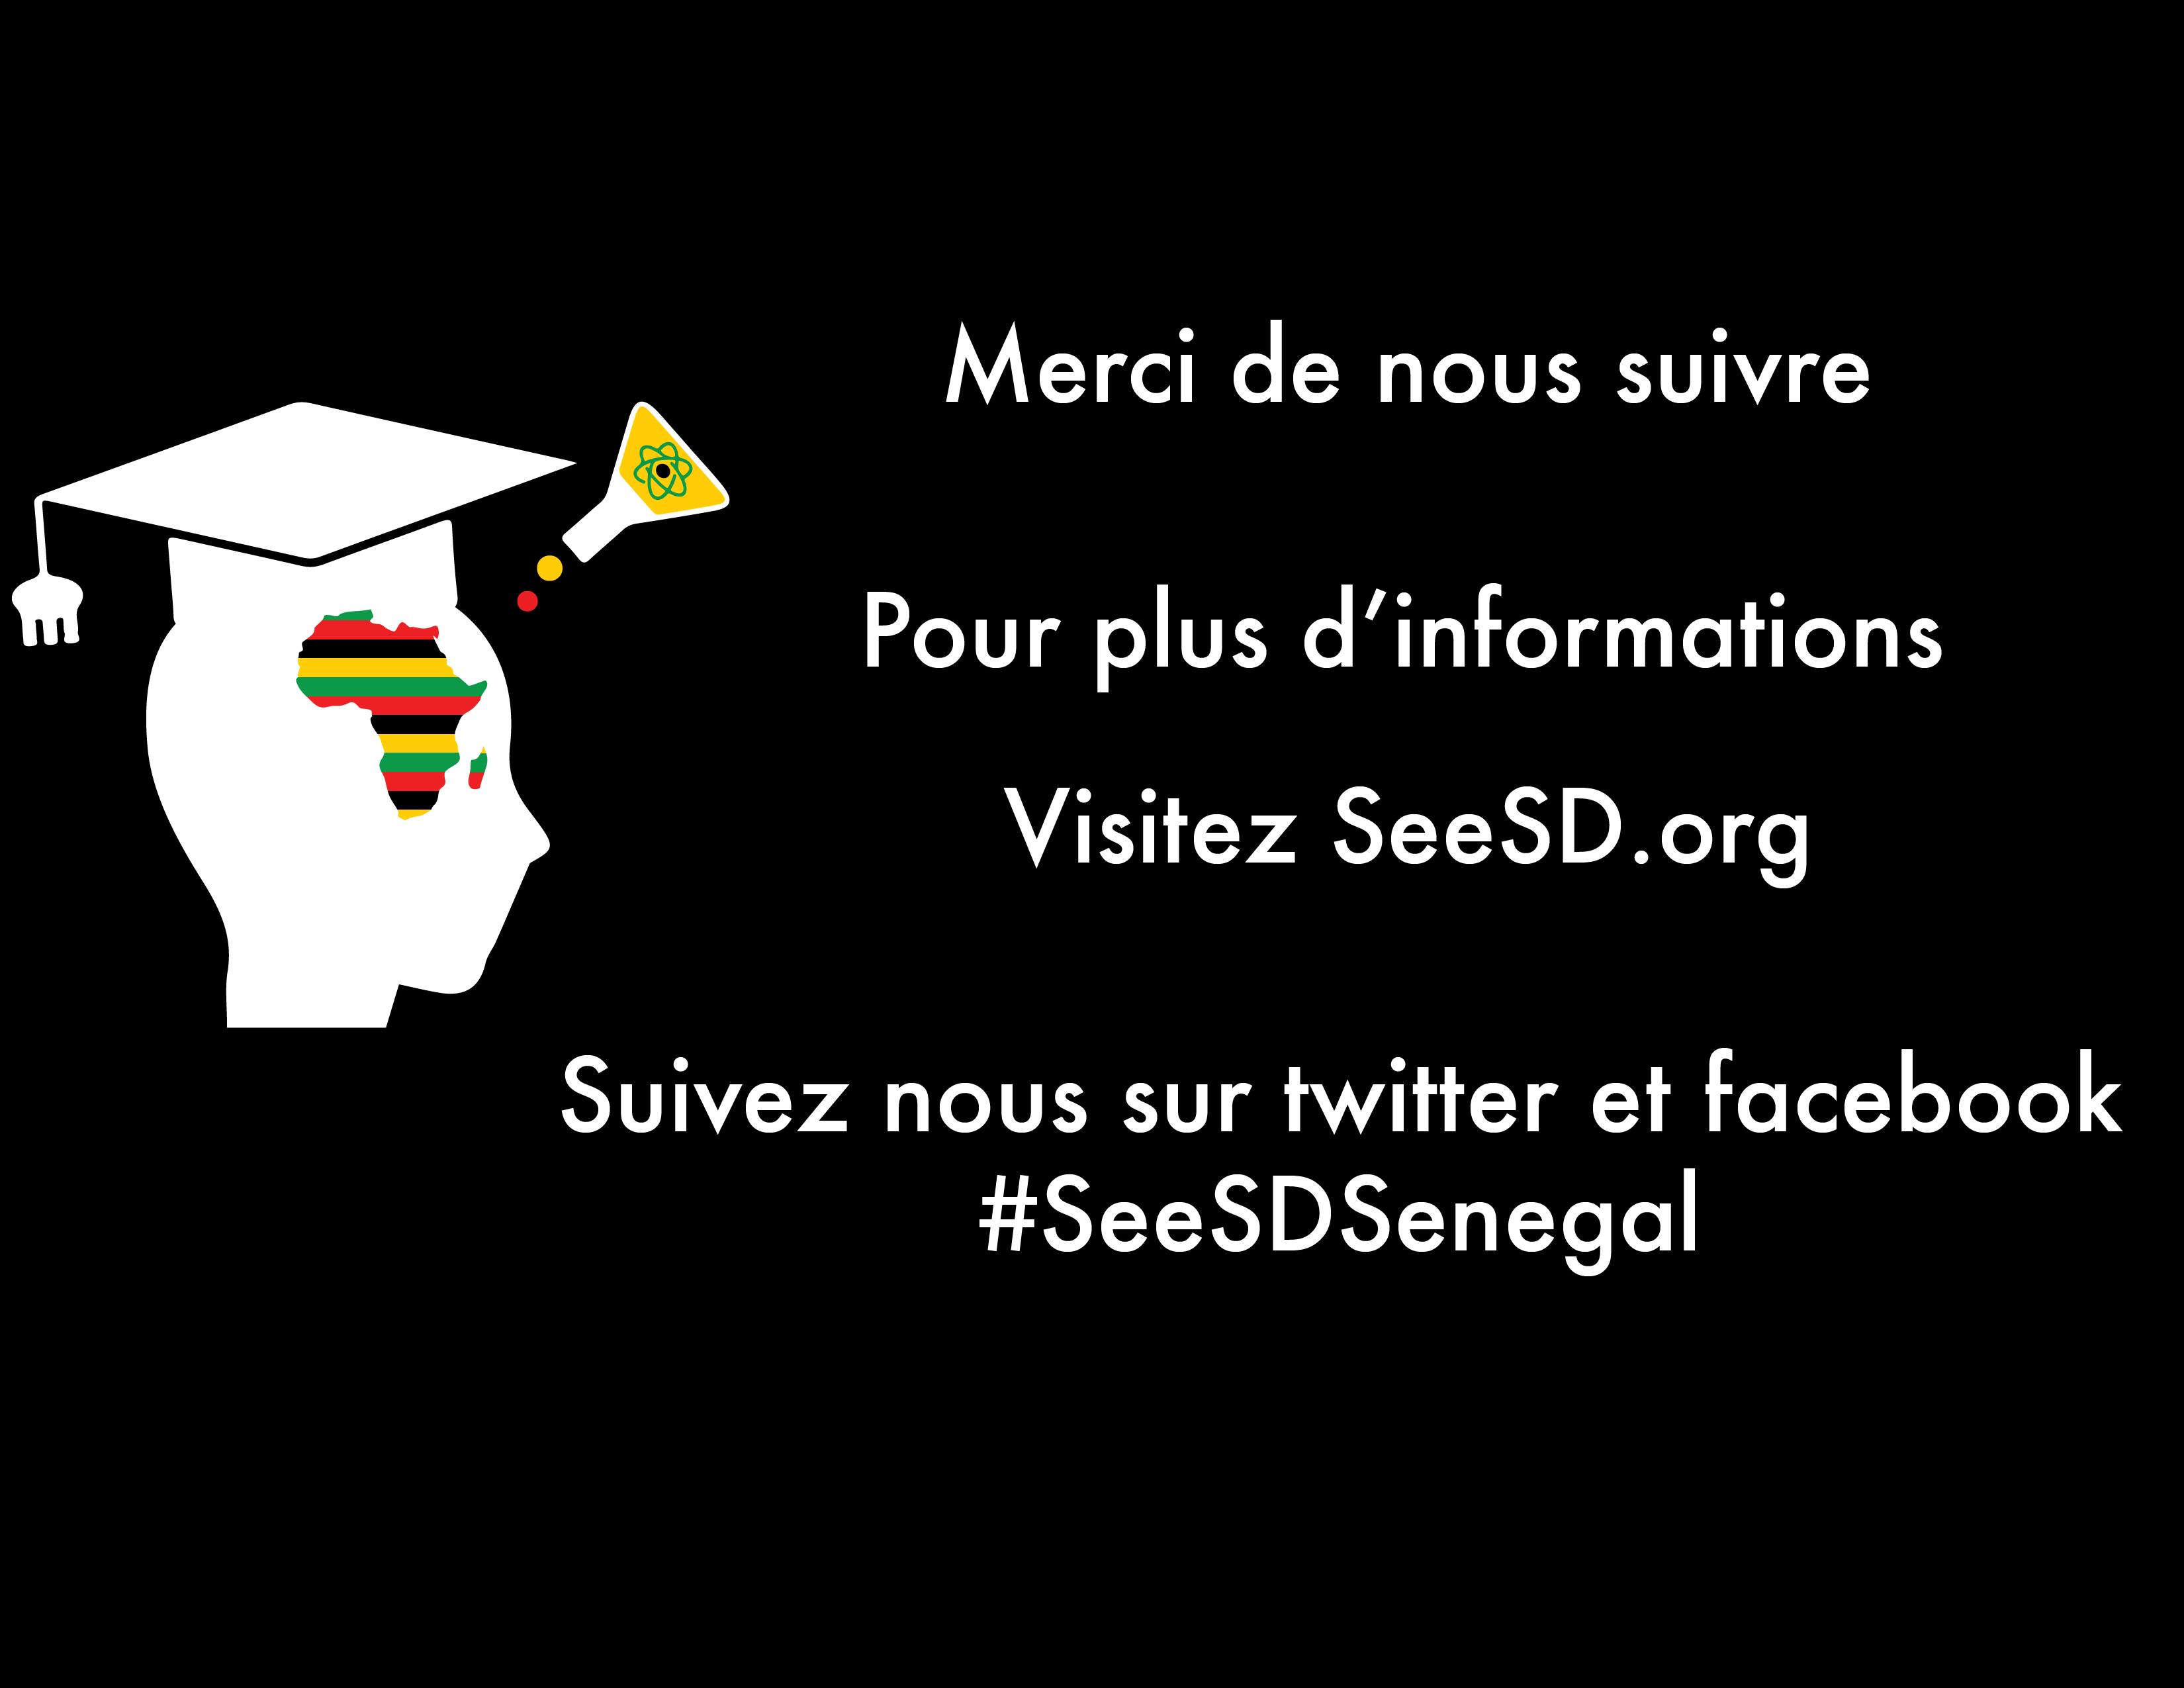 Merci de nous suivre
Pour plus d'informations
Visitez SeeSD.org
Suivez nous sur twitter et facebook
#SeeSDSenegal